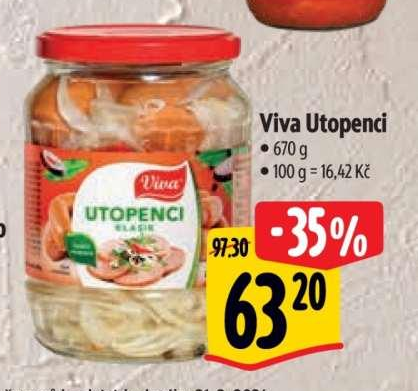 Viva Utopenci
• 670 g
• 100 g = 16,42 Kč
Viva
UTOPENCI
KLASIK
-35%
97.30
63 20